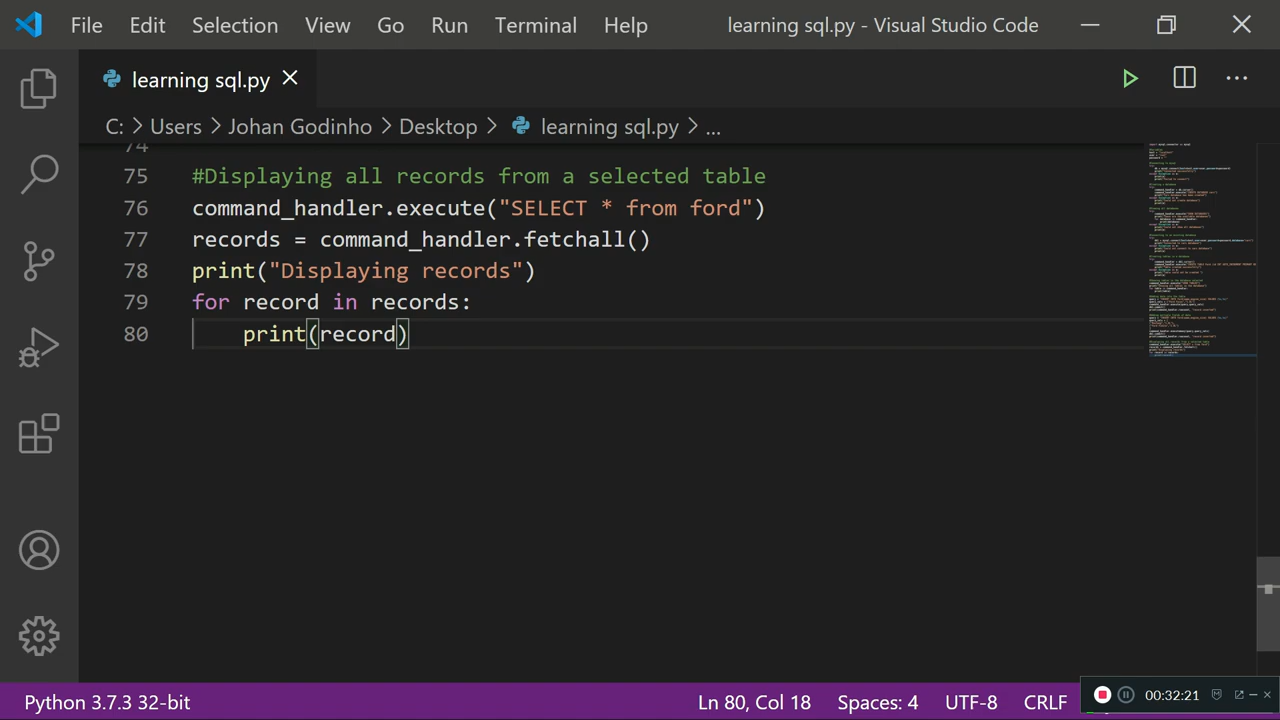 File Edit Selection View Go Run Terminal Help learning sql.py - Visual Studio Code
learning sql.py
C: > Users > Johan Godinho > Desktop > learning sql.py > ...
74
75 #Displaying all records from a selected table
76 command_handler.execute("SELECT * from ford")
77 records = command_handler.fetchall()
78 print("Displaying records")
79 for record in records:
80 print(record)
Python 3.7.3 32-bit Ln 80, Col 18 Spaces: 4 UTF-8 CRLF 00:32:21